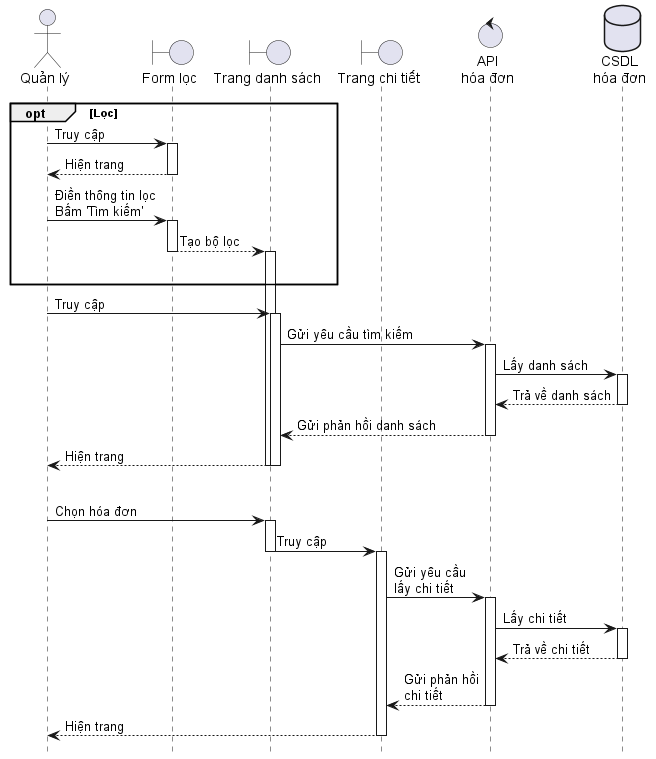 Quản lý
Form lọc
Trang danh sách
Trang chi tiết
API
hóa đơn
CSDL
hóa đơn
opt
[Lọc]
Truy cập
Hiện trang
Điền thông tin lọc
Bấm 'Tìm kiếm'
Tạo bộ lọc
Truy cập
Gửi yêu cầu tìm kiếm
Lấy danh sách
Trả về danh sách
Gửi phản hồi danh sách
Hiện trang
Chọn hóa đơn
Truy cập
Gửi yêu cầu
lấy chi tiết
Lấy chi tiết
Trả về chi tiết
Gửi phản hồi
chi tiết
Hiện trang